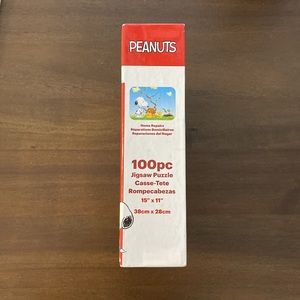 PEANUTS
Home Repairs
Réparations Domiciliaires
Reparaciones del Hogar
100pc
Jigsaw Puzzle
Casse-Tete
Rompecabezas
15" x 11"
38cm x 28cm